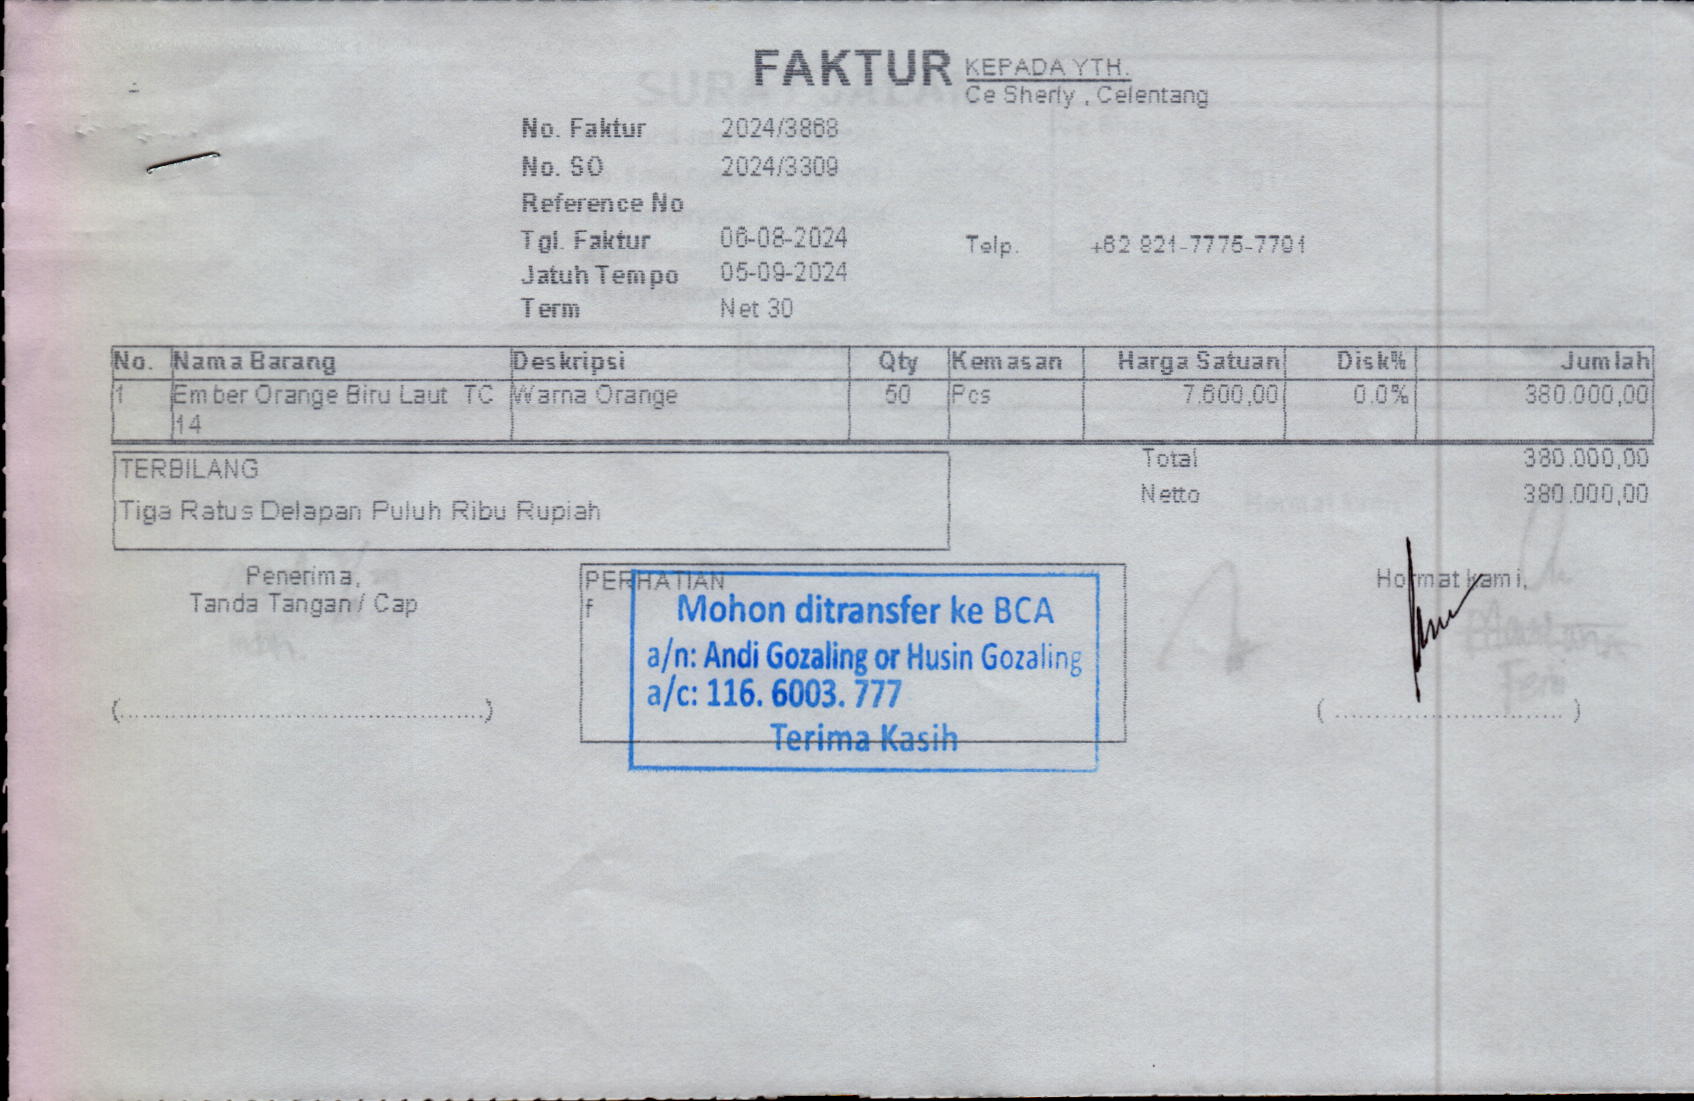 FAKTUR
KEPADA YTH.
Ce Sherly , Celentang
No. Faktur 2024/3868
No. SO 2024/3309
Reference No
Tgl. Faktur 06-08-2024
Telp. +62 821-7775-7791
Jatuh Tempo 05-09-2024
Term Net 30
No. Nama Barang Deskripsi Qty Kemasan Harga Satuan Disk% Jumlah
1 Ember Orange Biru Laut TC Warna Orange 50 Pcs 7.600,00 0.0% 380.000,00
14
Total 380.000,00
Netto 380.000,00
TERBILANG
Tiga Ratus Delapan Puluh Ribu Rupiah
Penerima,
Tanda Tangan / Cap
(...)
PERHATIAN
f
Mohon ditransfer ke BCA
a/n: Andi Gozaling or Husin Gozaling
a/c: 116. 6003. 777
Terima Kasih
Hormat kami,
(...)